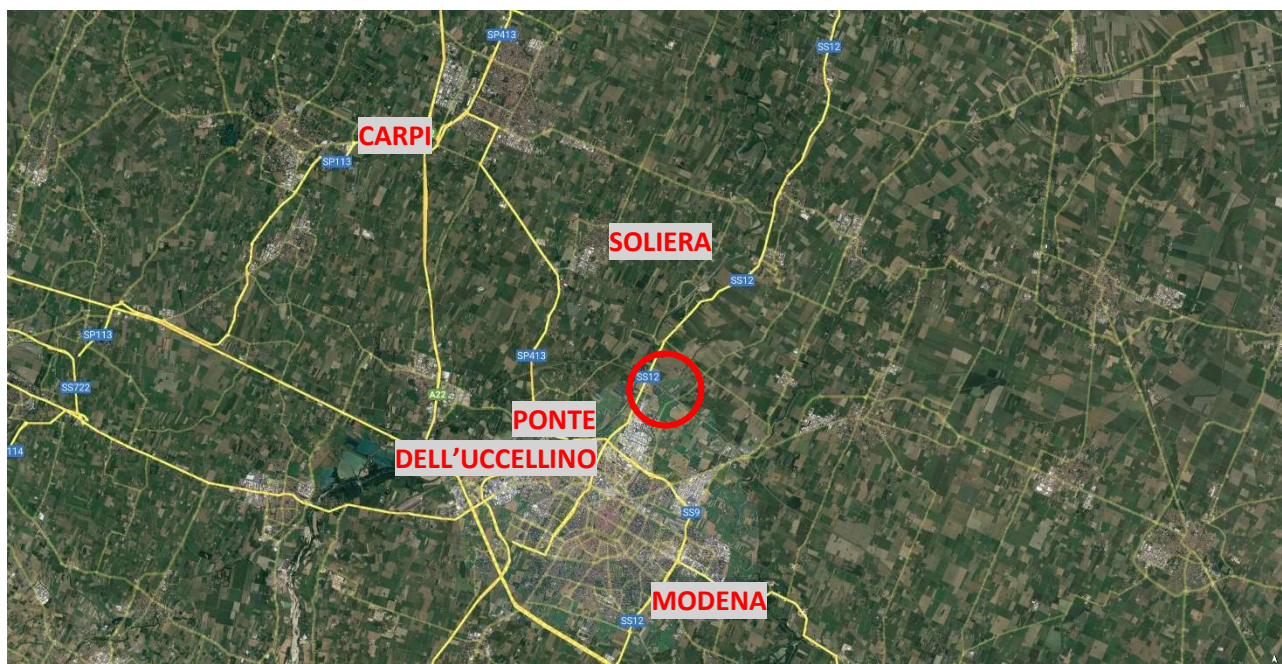 SP413
SS12
CARPI
SP113
SOLIERA
SS12
SP113
SP413
SS12
SS722
A22
PONTE
DELL’UCCELLINO
114
SS9
MODENA
SS12